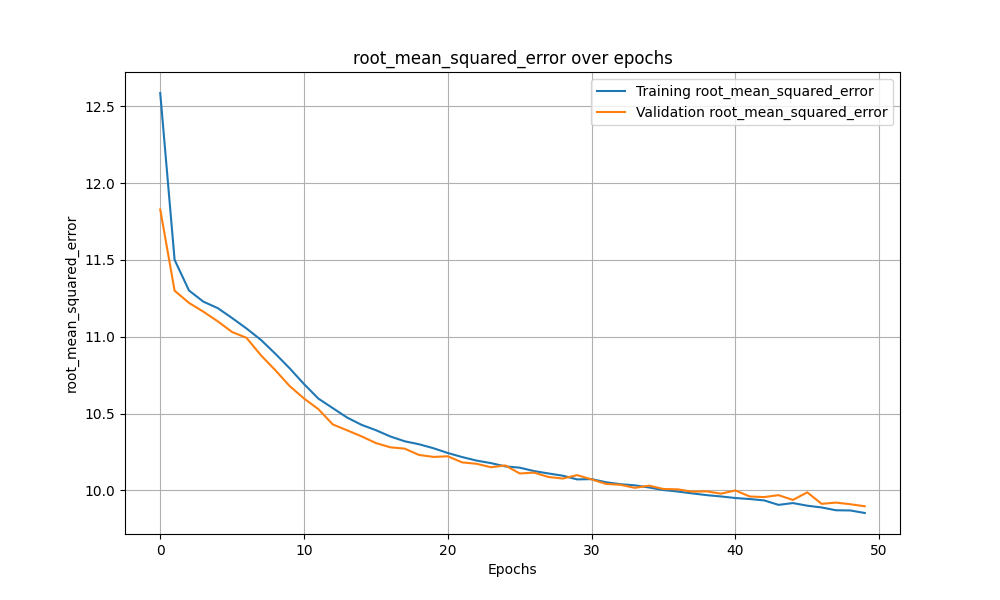 root_mean_squared_error over epochs
Training root_mean_squared_error
Validation root_mean_squared_error
root_mean_squared_error
12.5
12.0
11.5
11.0
10.5
10.0
0
10
20
30
40
50
Epochs